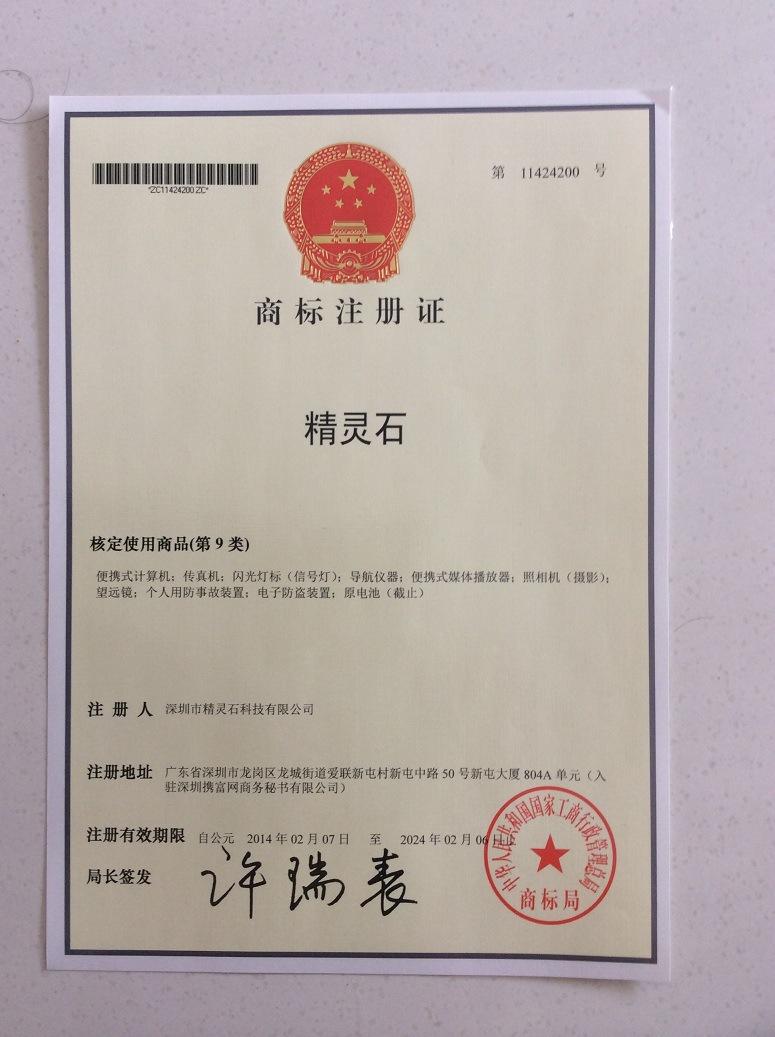 *ZC11424200ZC*
第 11424200 号
商标注册证
精灵石
核定使用商品(第 9 类)
便携式计算机；传真机；闪光灯标（信号灯）；导航仪器；便携式媒体播放器；照相机（摄影）；
望远镜；个人用防事故装置；电子防盗装置；原电池（截止）
注 册 人 深圳市精灵石科技有限公司
注册地址 广东省深圳市龙岗区龙城街道爱联新屯村新屯中路 50 号新屯大厦 804A 单元（入
驻深圳携富网商务秘书有限公司）
注册有效期限 自公元 2014 年 02 月 07 日 至 2024 年 02 月 06 日止
局长签发 许瑞表
中华人民共和国国家工商行政管理总局
商标局